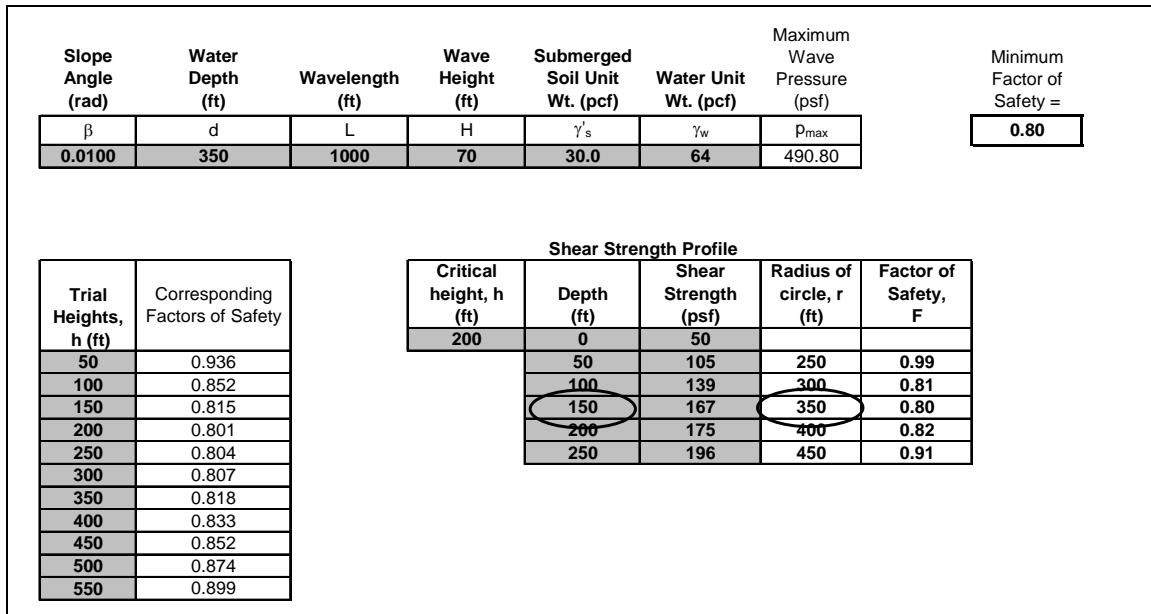 Slope Angle (rad) Water Depth (ft) Wavelength (ft) Wave Height (ft) Submerged Soil Unit Wt. (pcf) Water Unit Wt. (pcf) Maximum Wave Pressure (psf)
β d L H γ's γw pmax
0.0100 350 1000 70 30.0 64 490.80
Minimum
Factor of
Safety =
0.80
Trial Heights, h (ft) Corresponding Factors of Safety
50 0.936
100 0.852
150 0.815
200 0.801
250 0.804
300 0.807
350 0.818
400 0.833
450 0.852
500 0.874
550 0.899
Shear Strength Profile
Critical height, h (ft) Depth (ft) Shear Strength (psf) Radius of circle, r (ft) Factor of Safety, F
200 0 50
50 105 250 0.99
100 139 300 0.81
150 167 350 0.80
200 175 400 0.82
250 196 450 0.91